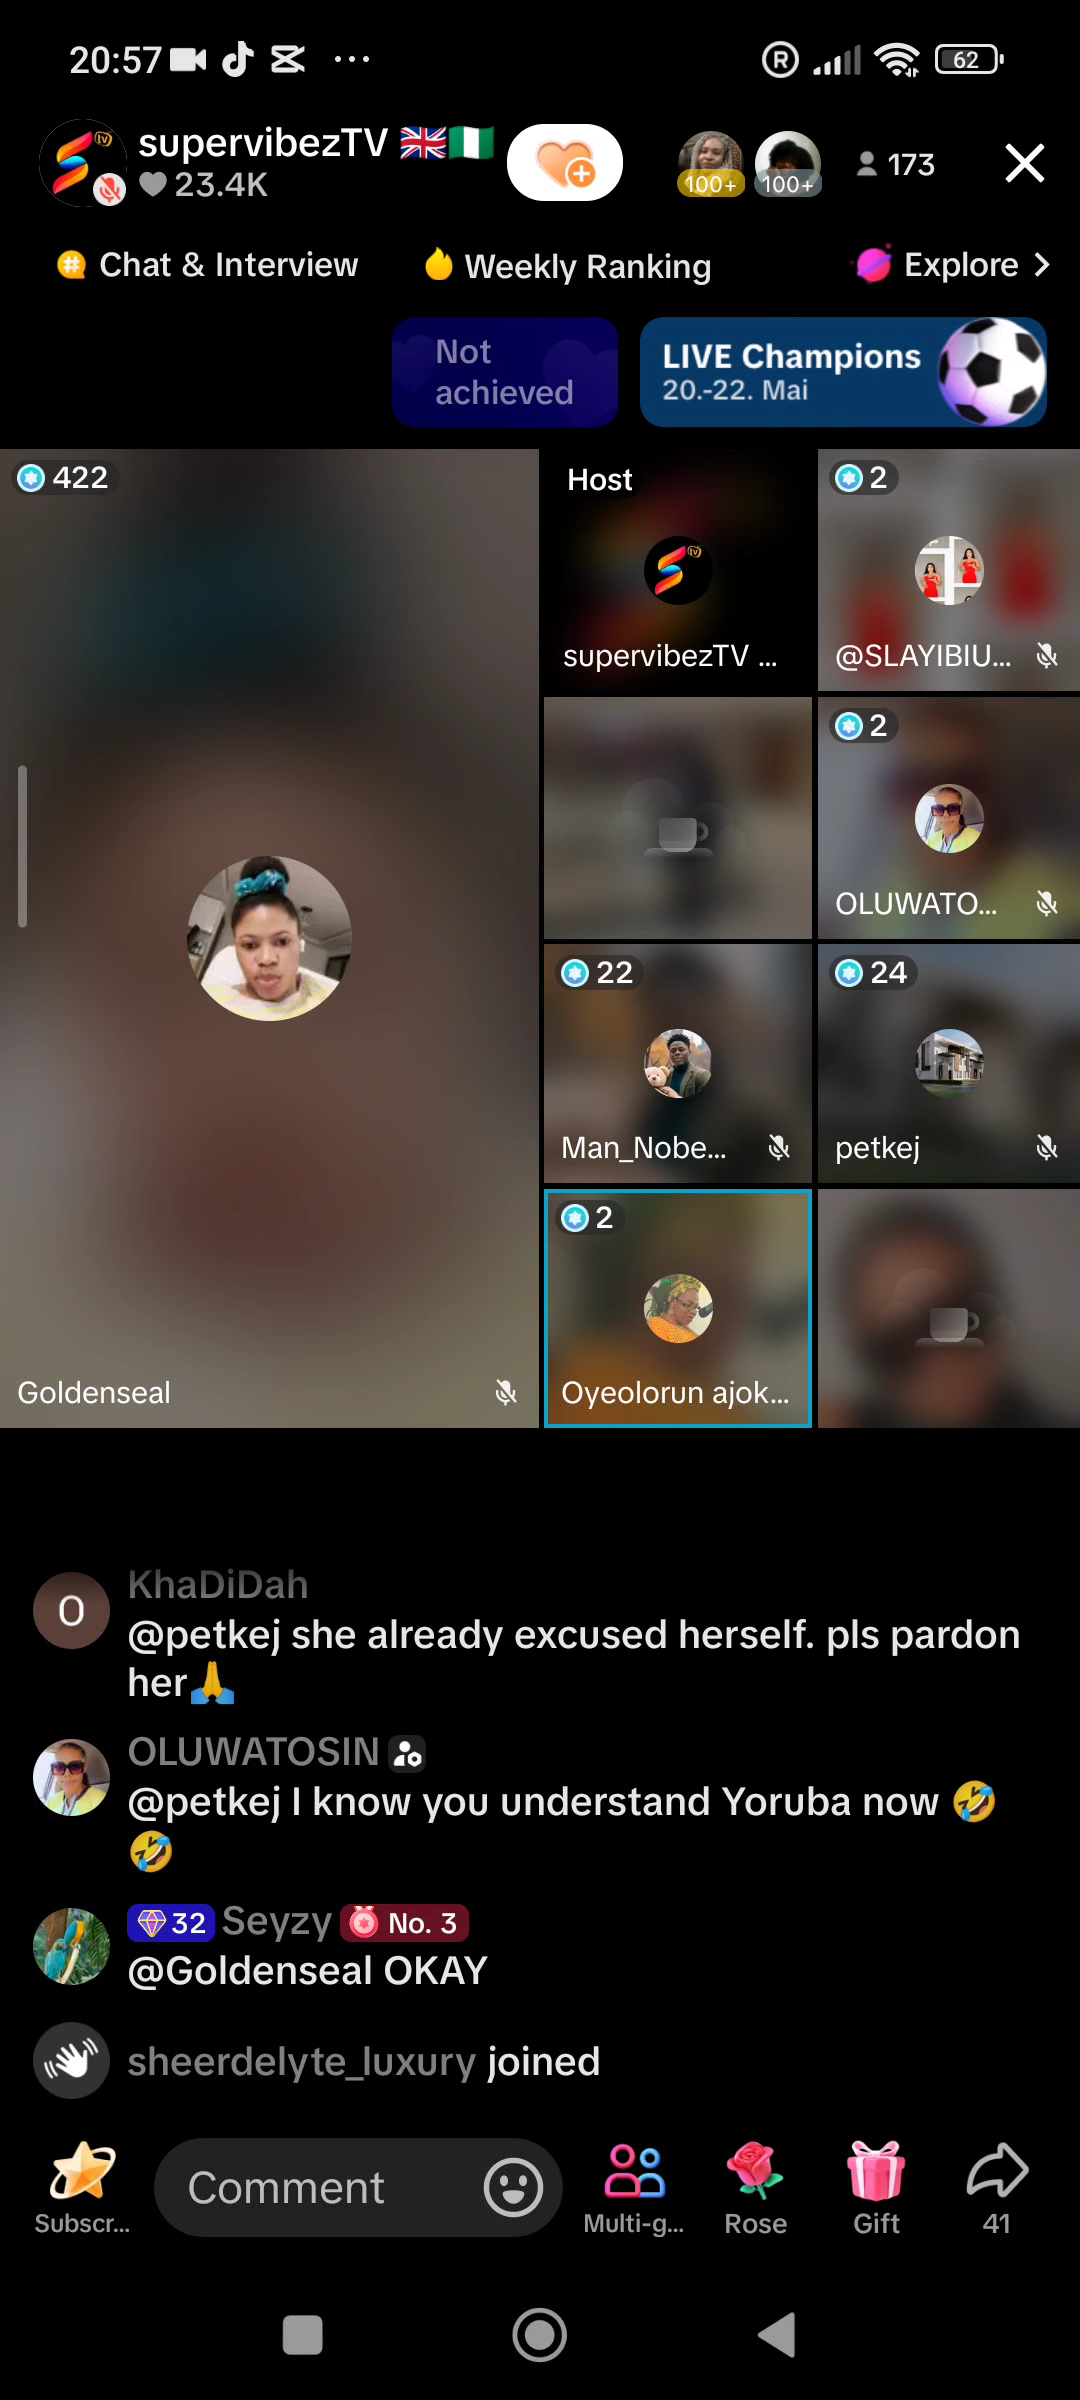 20:57
R
62
supervibezTV 🇬🇧🇳🇬
23.4K
100+
100+
173
Chat & Interview
Weekly Ranking
Explore
Not
achieved
LIVE Champions
20.-22. Mai
422
Host
2
supervibezTV ...
@SLAYIBIU...
2
OLUWATO...
22
24
Man_Nobe...
petkej
2
Goldenseal
Oyeolorun ajok...
KhaDiDah
O
@petkej she already excused herself. pls pardon
her🙏
OLUWATOSIN
@petkej I know you understand Yoruba now 🤣
🤣
32 Seyzy No. 3
@Goldenseal OKAY
sheerdelyte_luxury joined
Comment
Subscr...
Multi-g...
Rose
Gift
41